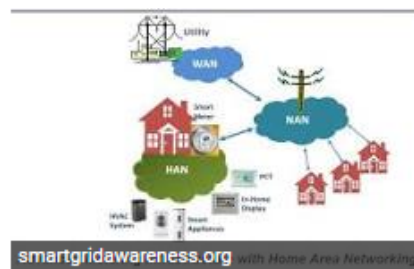 Utility
WAN
Smart
Meter
NAN
HAN
PCT
In-Home
Display
HVAC
System
Smart
Appliances
smartgridawareness.org
with Home Area Networking